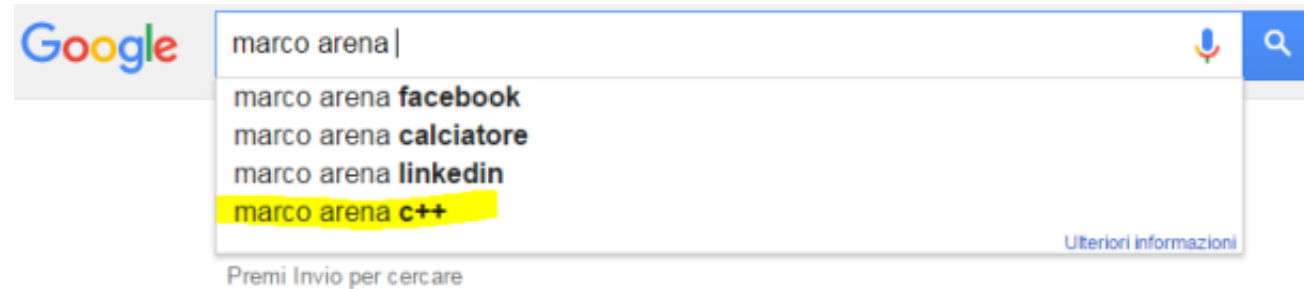 Google marco arena
marco arena facebook
marco arena calciatore
marco arena linkedin
marco arena c++
Ulteriori informazioni
Premi Invio per cercare